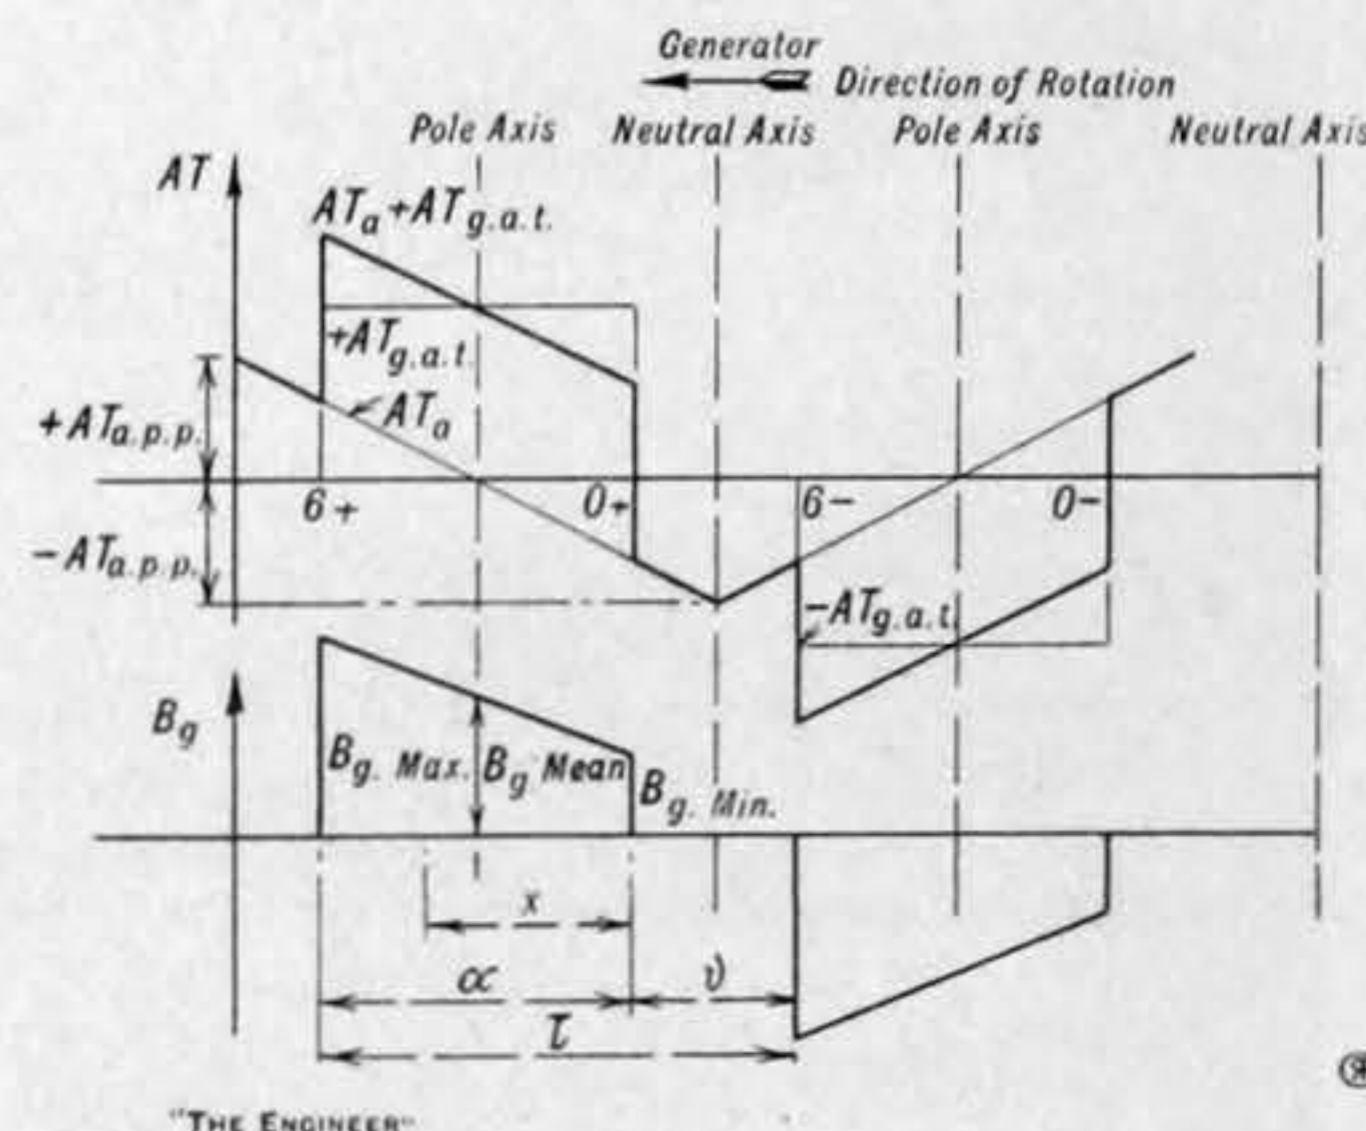 Generator
Direction of Rotation
Pole Axis Neutral Axis Pole Axis Neutral Axis
AT
ATa+ATg.a.t.
+ATg.a.t.
ATa
+ATa.p.p.
6+ 0+ 6- 0-
-ATa.p.p.
-ATg.a.t.
Bg
Bg. Max. Bg Mean Bg. Min.
x
α υ
τ
"THE ENGINEER"